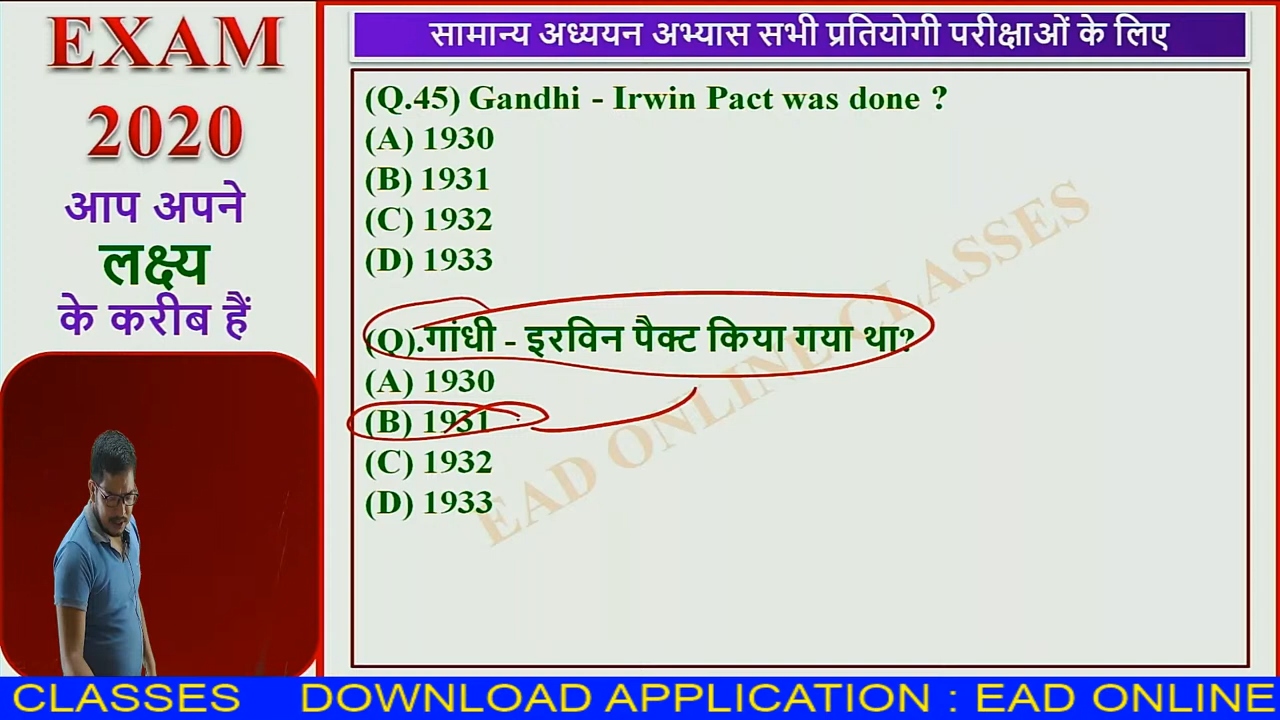 EXAM
2020
आप अपने
लक्ष्य
के करीब हैं
सामान्य अध्ययन अभ्यास सभी प्रतियोगी परीक्षाओं के लिए
(Q.45) Gandhi - Irwin Pact was done ?
(A) 1930
(B) 1931
(C) 1932
(D) 1933
(Q).गांधी - इरविन पैक्ट किया गया था?
(A) 1930
(B) 1931
(C) 1932
(D) 1933
EAD ONLINE CLASSES
CLASSES DOWNLOAD APPLICATION : EAD ONLINE